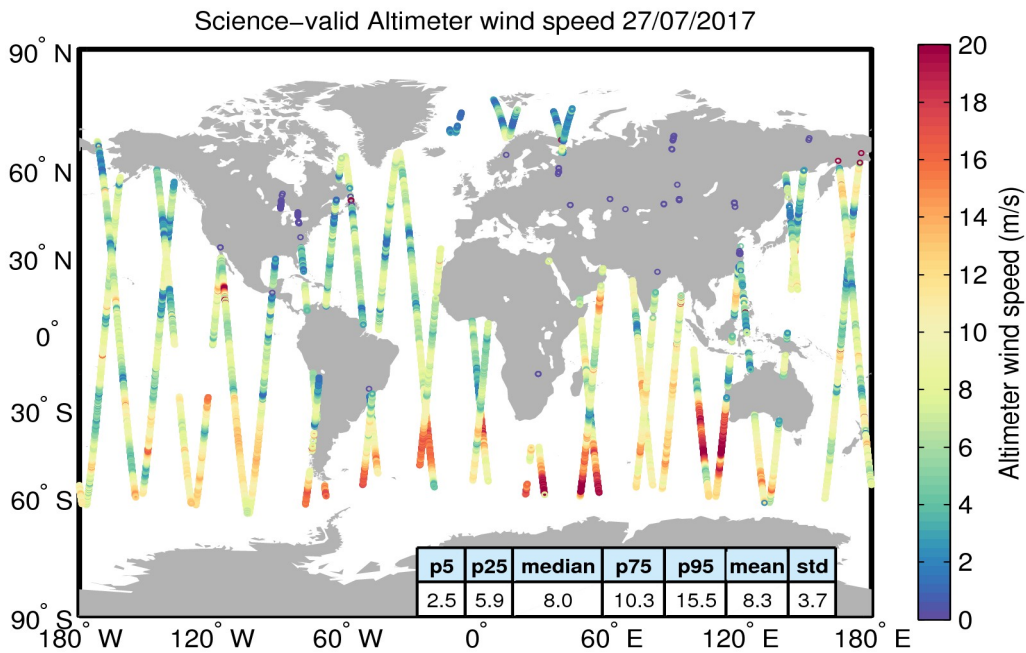 Science−valid Altimeter wind speed 27/07/2017
90° N
60° N
30° N
0°
30° S
60° S
90° S
180° W
120° W
60° W
0°
60° E
120° E
180° E
p5 p25 median p75 p95 mean std
2.5 5.9 8.0 10.3 15.5 8.3 3.7
20
18
16
14
12
10
8
6
4
2
0
Altimeter wind speed (m/s)